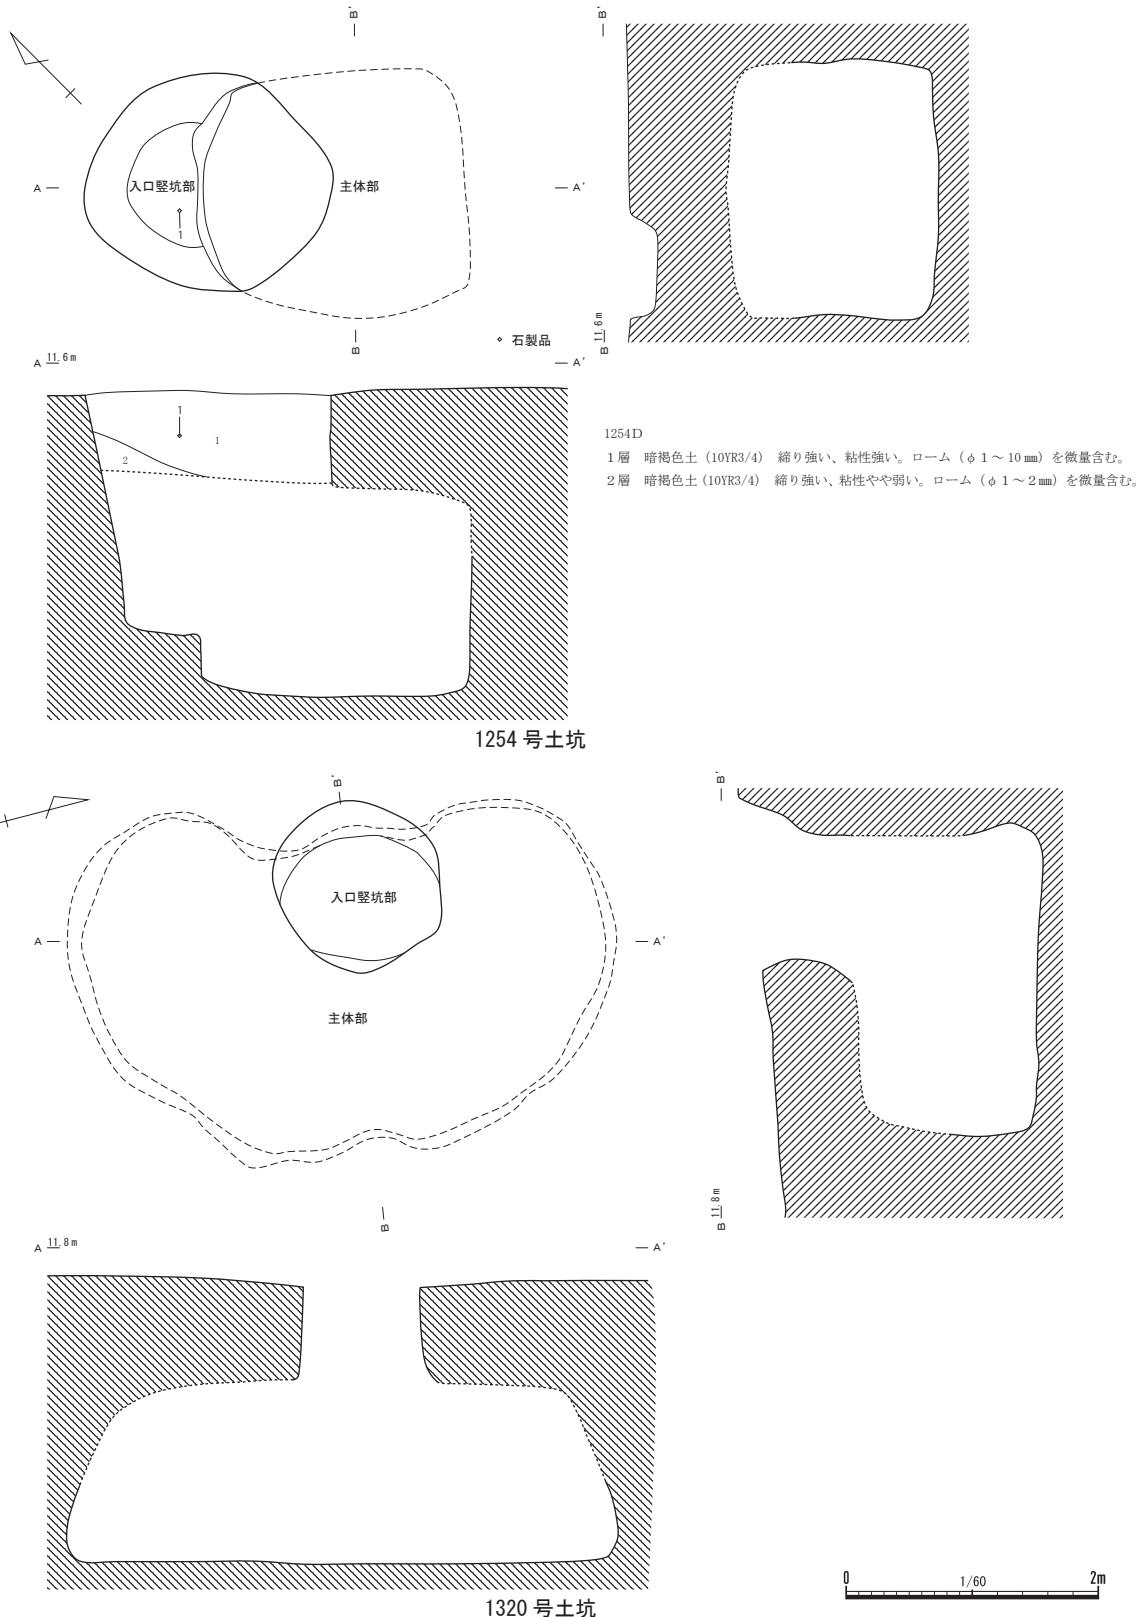 B'
B'
入口竪坑部
主体部
A
A'
1
石製品
B
11.6m
B
A 11.6m
A'
1
1
2
1254D
1層　暗褐色土（10YR3/4）　締り強い、粘性強い。ローム（φ1～10㎜）を微量含む。
2層　暗褐色土（10YR3/4）　締り強い、粘性やや弱い。ローム（φ1～2㎜）を微量含む。
1254 号土坑
B'
B'
入口竪坑部
A
A'
主体部
B
11.8m
B
A 11.8m
A'
0
1/60
2m
1320 号土坑